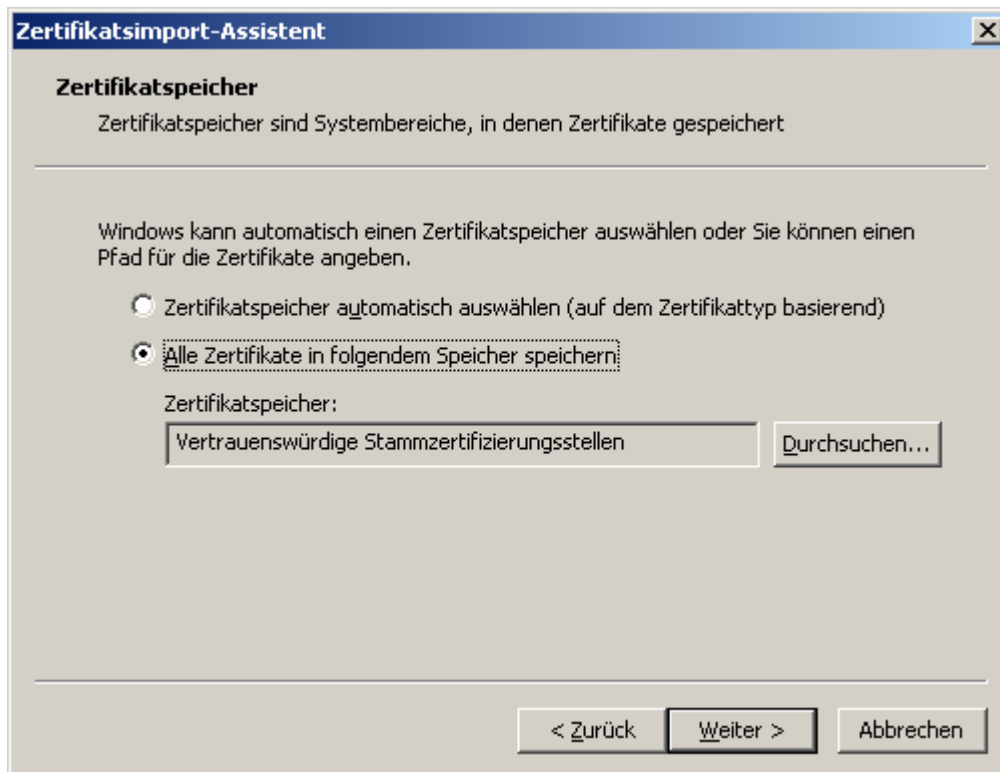 Zertifikatsimport-Assistent
Zertifikatspeicher
Zertifikatspeicher sind Systembereiche, in denen Zertifikate gespeichert
Windows kann automatisch einen Zertifikatspeicher auswählen oder Sie können einen
Pfad für die Zertifikate angeben.
Zertifikatspeicher automatisch auswählen (auf dem Zertifikattyp basierend)
Alle Zertifikate in folgendem Speicher speichern
Zertifikatspeicher:
Vertrauenswürdige Stammzertifizierungsstellen
Durchsuchen...
< Zurück
Weiter >
Abbrechen